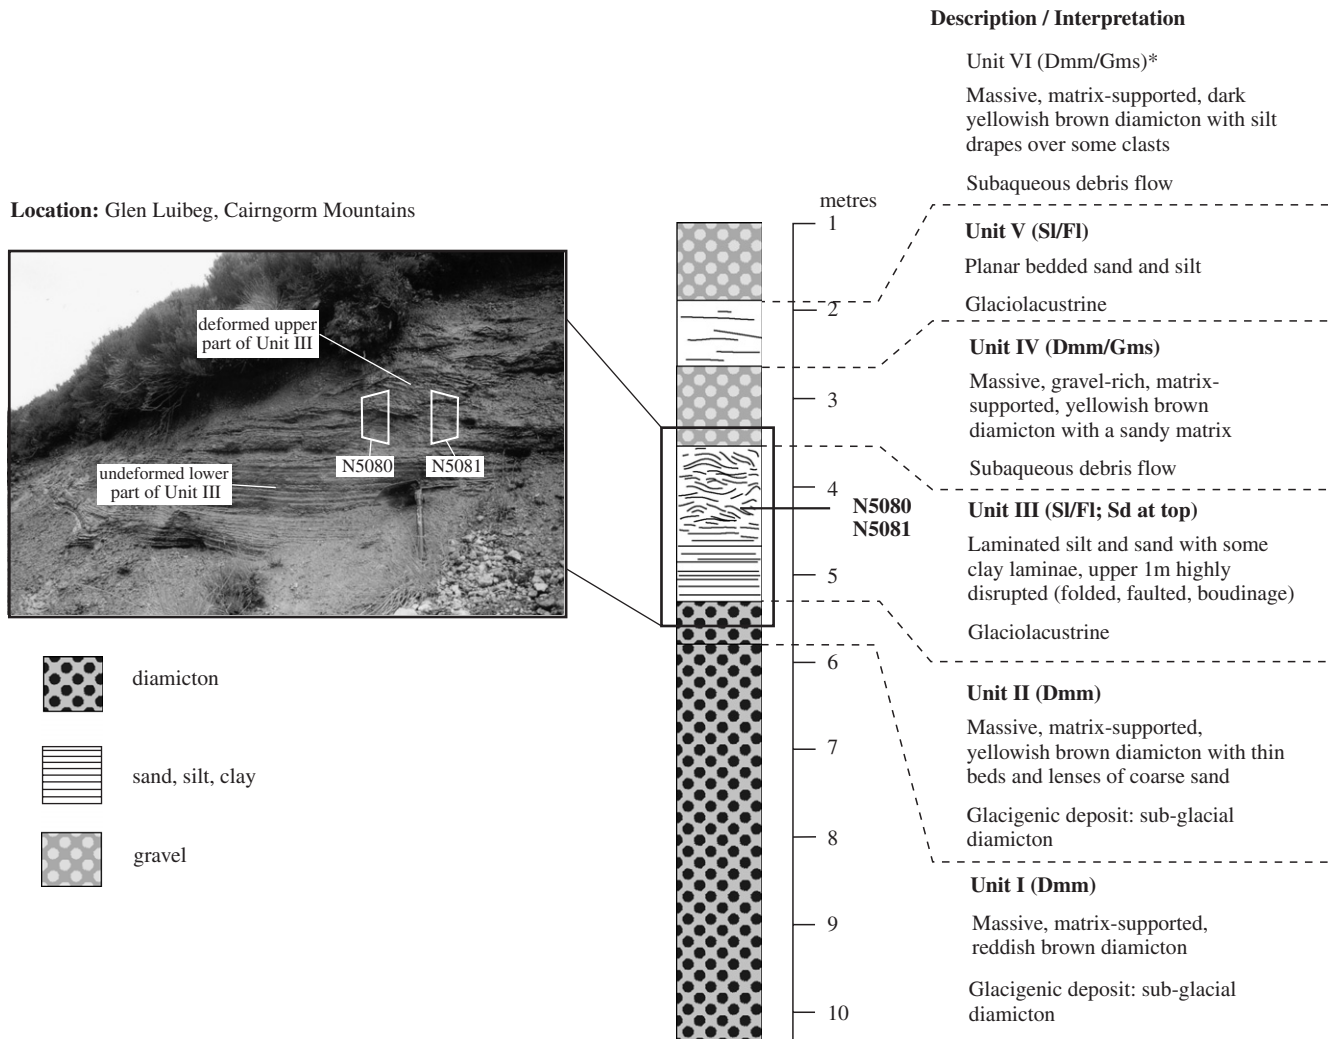 Description / Interpretation
Unit VI (Dmm/Gms)*
Massive, matrix-supported, dark
yellowish brown diamicton with silt
drapes over some clasts
Subaqueous debris flow
Location: Glen Luibeg, Cairngorm Mountains
deformed upper
part of Unit III
N5080
N5081
undeformed lower
part of Unit III
diamicton
sand, silt, clay
gravel
metres
1
2
3
4
5
6
7
8
9
10
N5080
N5081
Unit V (Sl/Fl)
Planar bedded sand and silt
Glaciolacustrine
Unit IV (Dmm/Gms)
Massive, gravel-rich, matrix-
supported, yellowish brown
diamicton with a sandy matrix
Subaqueous debris flow
Unit III (Sl/Fl; Sd at top)
Laminated silt and sand with some
clay laminae, upper 1m highly
disrupted (folded, faulted, boudinage)
Glaciolacustrine
Unit II (Dmm)
Massive, matrix-supported,
yellowish brown diamicton with thin
beds and lenses of coarse sand
Glacigenic deposit: sub-glacial
diamicton
Unit I (Dmm)
Massive, matrix-supported,
reddish brown diamicton
Glacigenic deposit: sub-glacial
diamicton